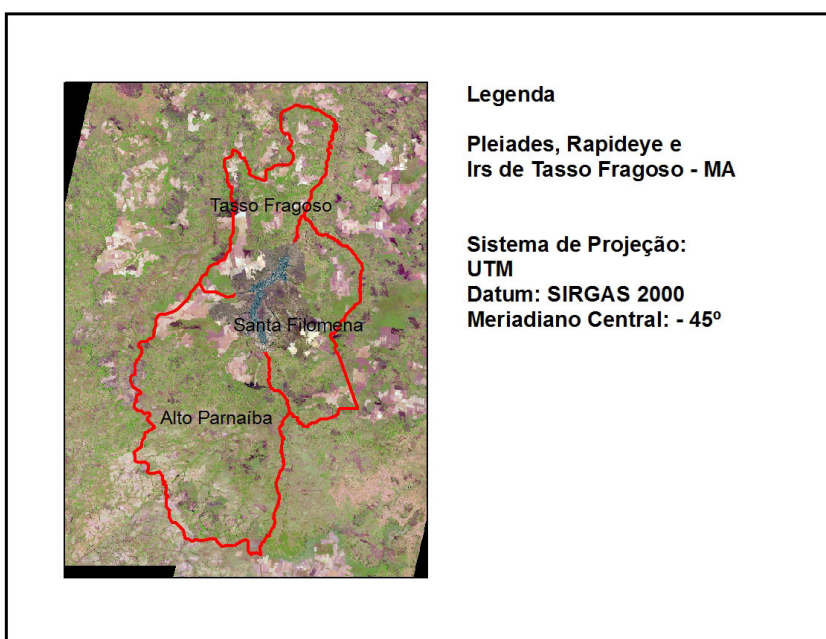 Legenda
Pleiades, Rapideye e
Irs de Tasso Fragoso - MA
Sistema de Projeção:
UTM
Datum: SIRGAS 2000
Meriadiano Central: - 45º
Tasso Fragoso
Santa Filomena
Alto Parnaíba